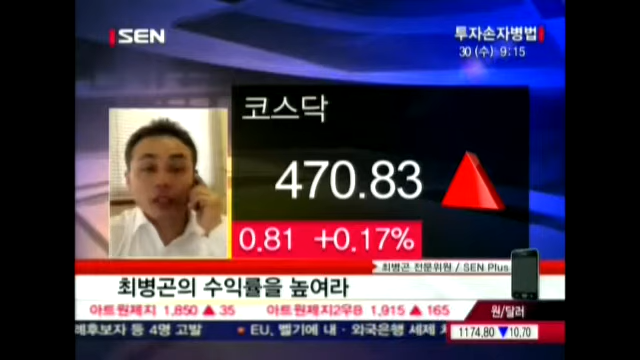 SEN
투자손자병법
30 (수) 9:15
코스닥
470.83
0.81 +0.17%
최병곤 전문위원 / SEN Plus
최병곤의 수익률을 높여라
아트원제지 1,850 ▲ 35 아트원제지2우B 1,915 ▲ 165
원/달러
례후보자 등 4명 고발 EU, 벨기에 내 · 외국은행 세제
1174.80 ▼10.70